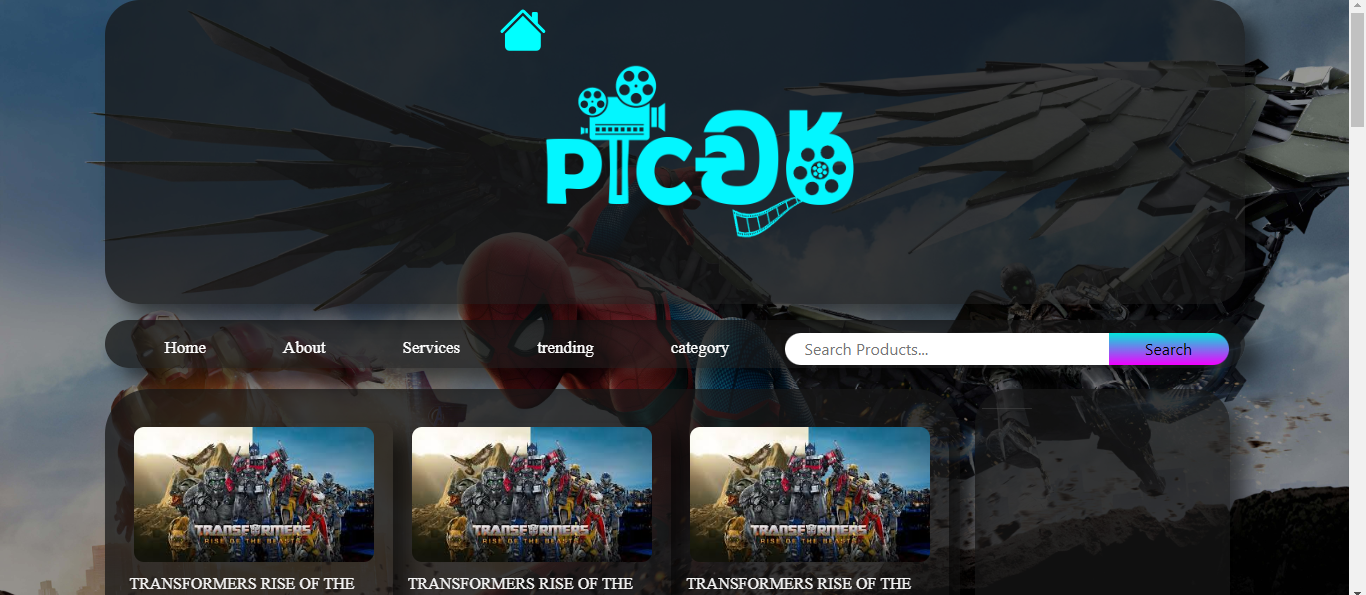 PICචර්
Home
About
Services
trending
category
Search Products...
Search
TRANSFORMERS
RISE OF THE BEASTS
TRANSFORMERS
RISE OF THE BEASTS
TRANSFORMERS
RISE OF THE BEASTS
TRANSFORMERS RISE OF THE
TRANSFORMERS RISE OF THE
TRANSFORMERS RISE OF THE